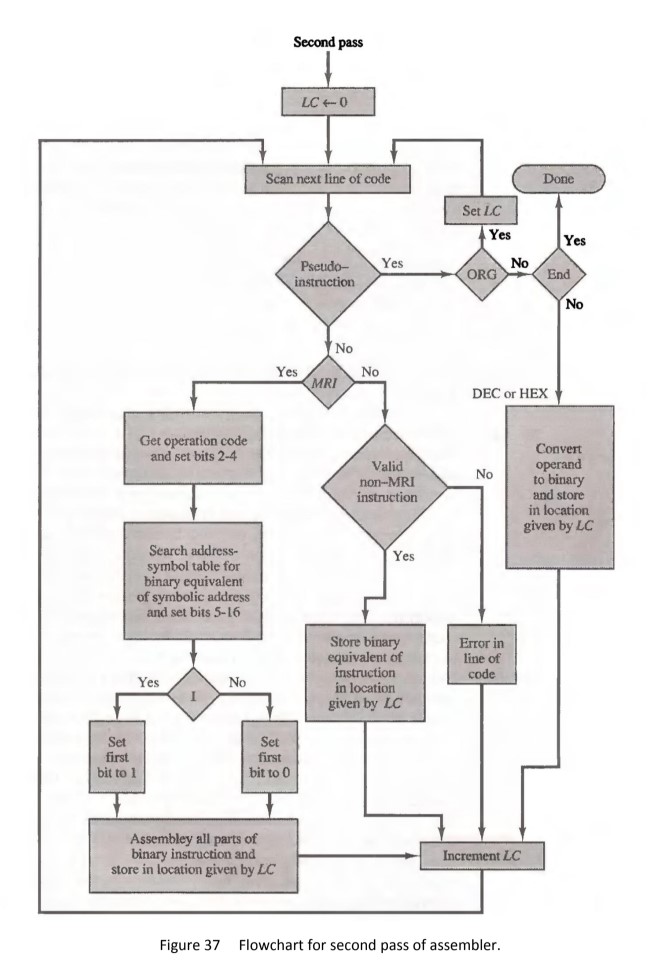 Second pass
LC ← 0
Scan next line of code
Done
Set LC
Yes
Yes
Pseudo–
instruction
Yes
ORG
No
End
No
No
Yes
MRI
No
DEC or HEX
Get operation code
and set bits 2-4
Valid
non–MRI
instruction
No
Convert
operand
to binary
and store
in location
given by LC
Search address-
symbol table for
binary equivalent
of symbolic address
and set bits 5-16
Yes
Store binary
equivalent of
instruction
in location
given by LC
Error in
line of
code
Yes
I
No
Set
first
bit to 1
Set
first
bit to 0
Assembley all parts of
binary instruction and
store in location given by LC
Increment LC
Figure 37 Flowchart for second pass of assembler.